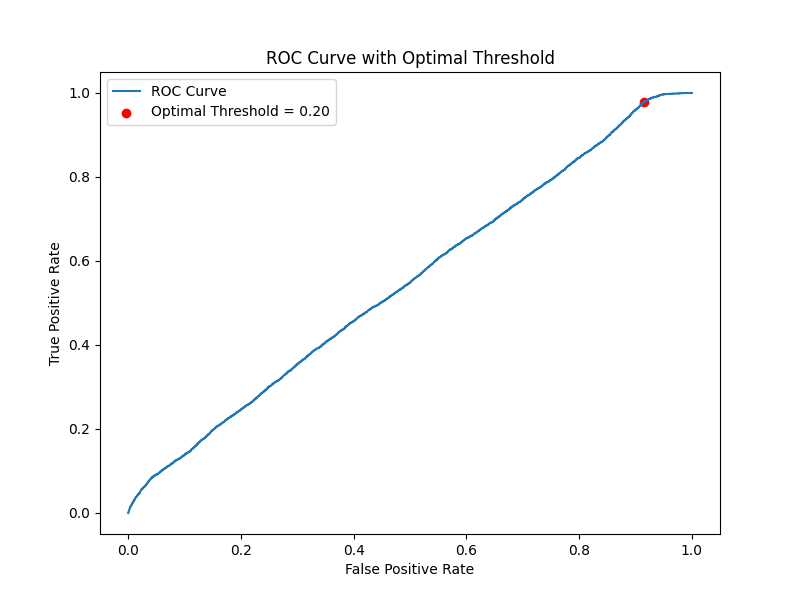 ROC Curve with Optimal Threshold
ROC Curve
Optimal Threshold = 0.20
True Positive Rate
1.0
0.8
0.6
0.4
0.2
0.0
0.0 0.2 0.4 0.6 0.8 1.0
False Positive Rate